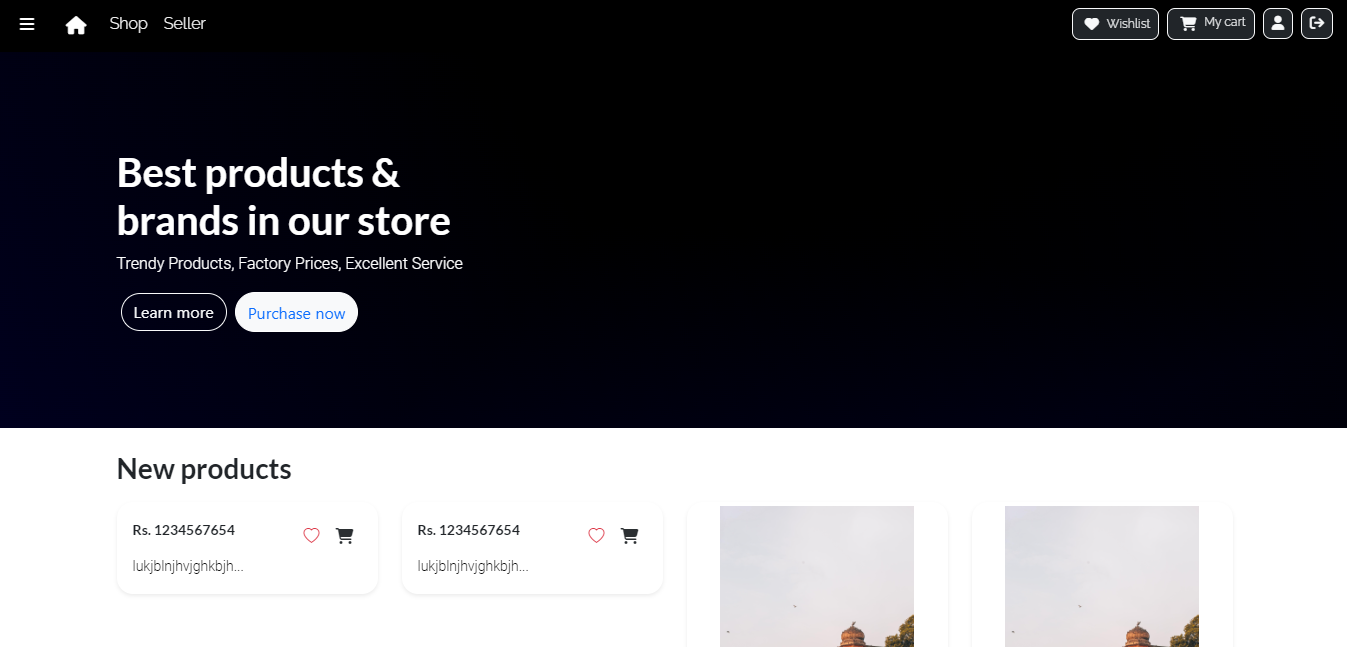 Shop Seller Wishlist My cart
Best products &
brands in our store
Trendy Products, Factory Prices, Excellent Service
Learn more Purchase now
New products
Rs. 1234567654 Rs. 1234567654
lukjblnjhvjghkbjh... lukjblnjhvjghkbjh...